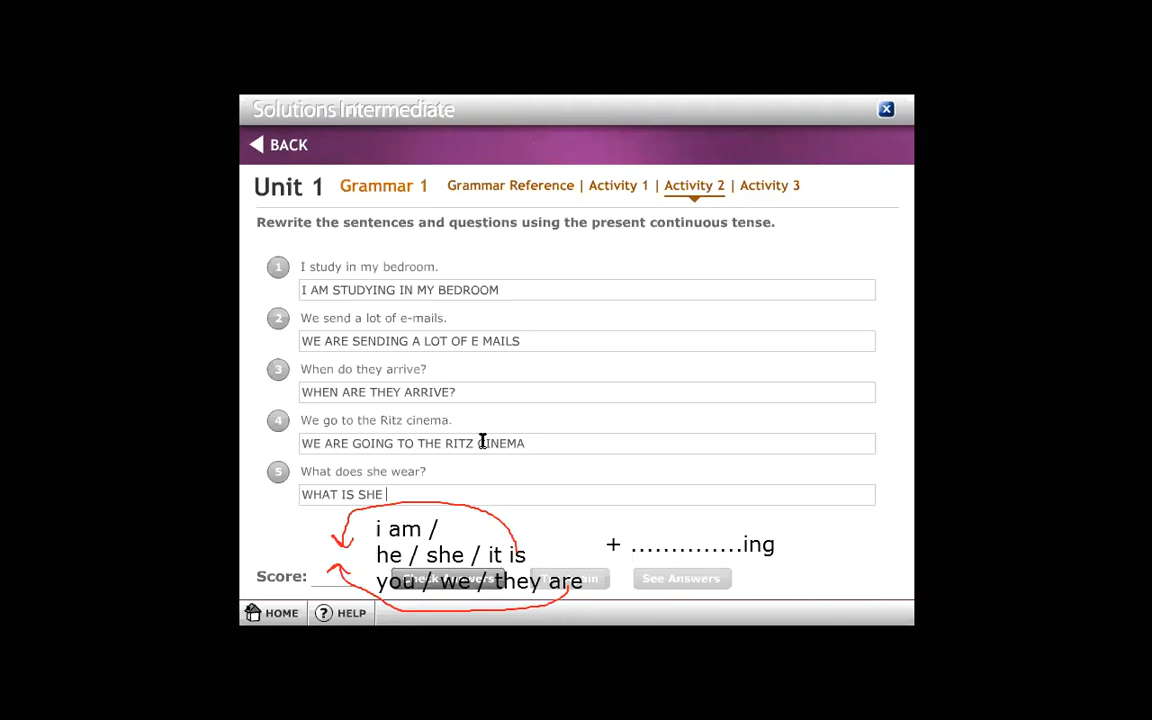 Solutions Intermediate
BACK
Unit 1 Grammar 1 Grammar Reference | Activity 1 | Activity 2 | Activity 3
Rewrite the sentences and questions using the present continuous tense.
1 I study in my bedroom.
I AM STUDYING IN MY BEDROOM
2 We send a lot of e-mails.
WE ARE SENDING A LOT OF E MAILS
3 When do they arrive?
WHEN ARE THEY ARRIVE?
4 We go to the Ritz cinema.
WE ARE GOING TO THE RITZ CINEMA
5 What does she wear?
WHAT IS SHE
i am /
he / she / it is
you / we / they are
+ ..............ing
Score: Check Answers See Answers
HOME ? HELP